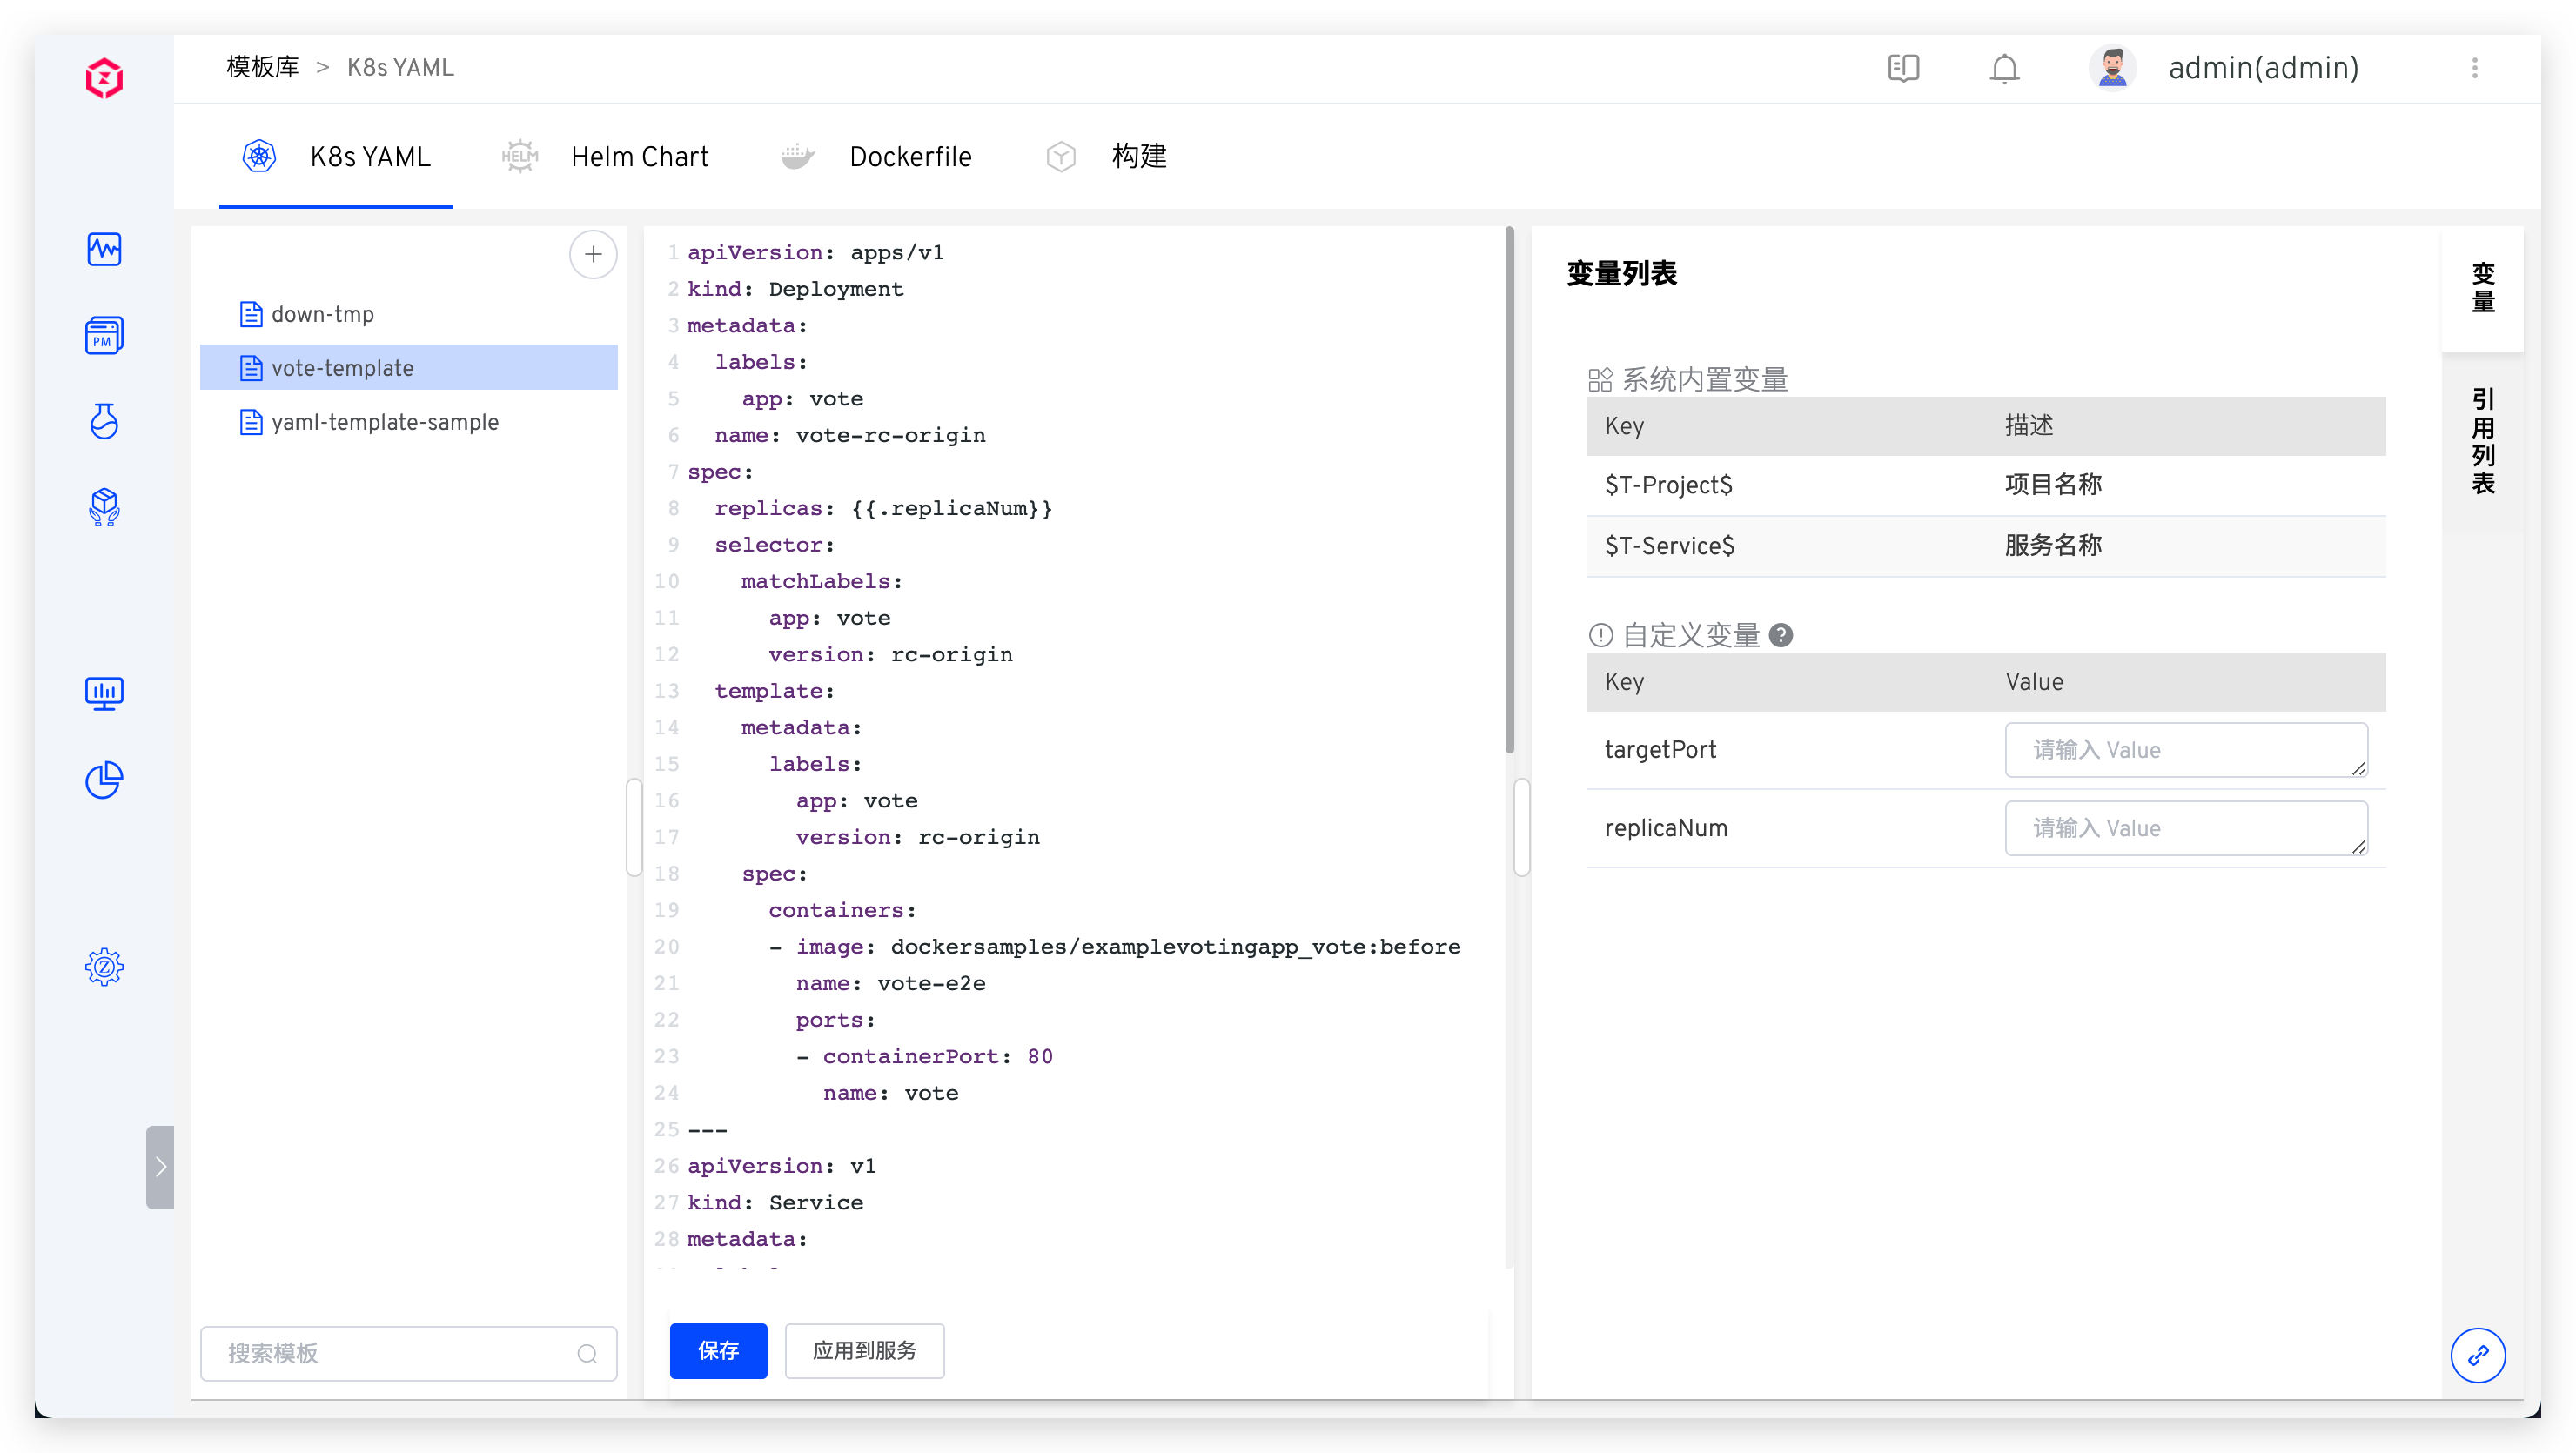 模板库 > K8s YAML
admin(admin)
K8s YAML
HELM
Helm Chart
Dockerfile
构建
PM
down-tmp
vote-template
yaml-template-sample
搜索模板
1 apiVersion: apps/v1
2 kind: Deployment
3 metadata:
4   labels:
5     app: vote
6   name: vote-rc-origin
7 spec:
8   replicas: {{.replicaNum}}
9   selector:
10     matchLabels:
11       app: vote
12       version: rc-origin
13   template:
14     metadata:
15       labels:
16         app: vote
17         version: rc-origin
18     spec:
19       containers:
20       - image: dockersamples/examplevotingapp_vote:before
21         name: vote-e2e
22         ports:
23         - containerPort: 80
24           name: vote
25 ---
26 apiVersion: v1
27 kind: Service
28 metadata:
保存
应用到服务
变量列表
系统内置变量
Key 描述
$T-Project$ 项目名称
$T-Service$ 服务名称
自定义变量 ?
Key Value
targetPort 请输入 Value
replicaNum 请输入 Value
变量
引用列表